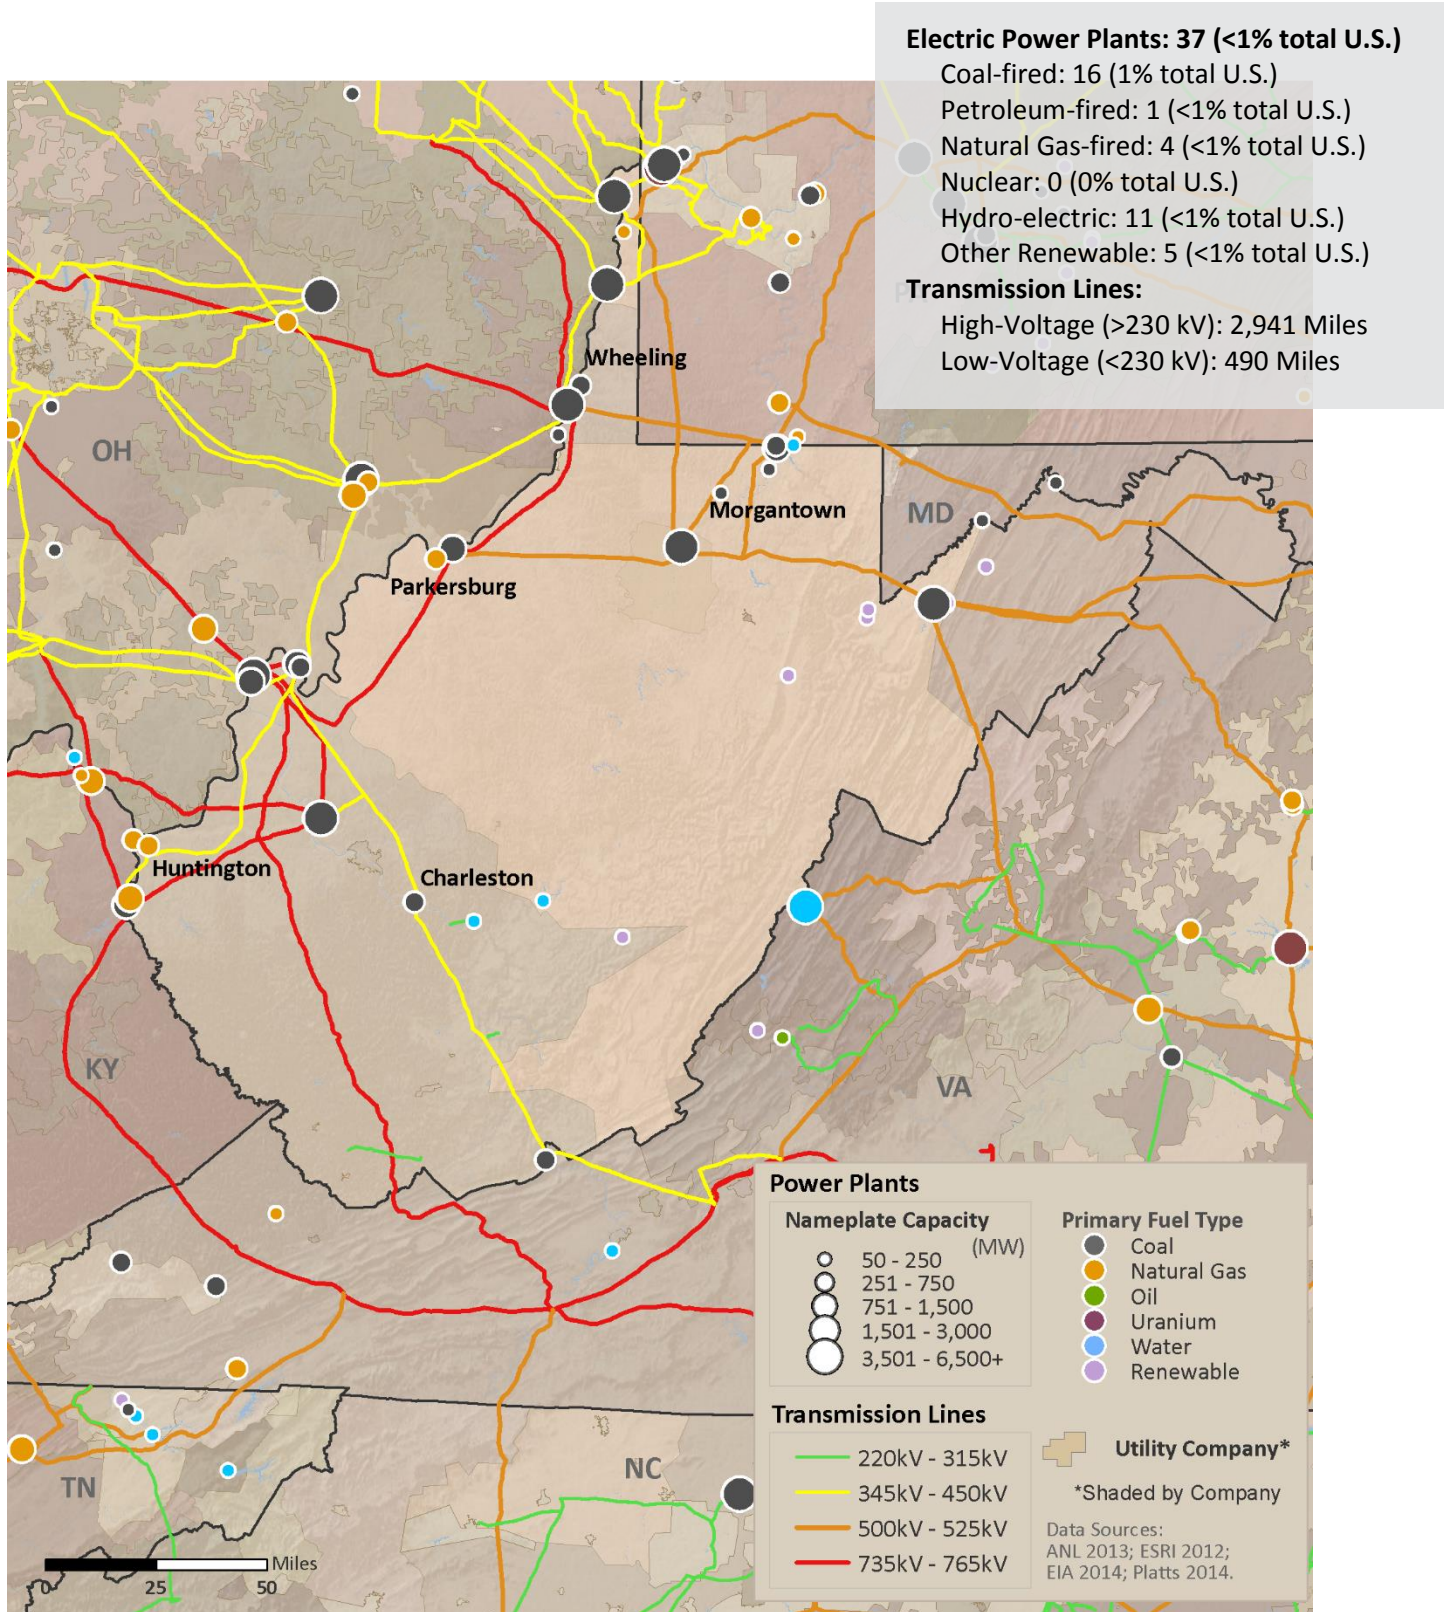 Electric Power Plants: 37 (<1% total U.S.)
Coal-fired: 16 (1% total U.S.)
Petroleum-fired: 1 (<1% total U.S.)
Natural Gas-fired: 4 (<1% total U.S.)
Nuclear: 0 (0% total U.S.)
Hydro-electric: 11 (<1% total U.S.)
Other Renewable: 5 (<1% total U.S.)
Transmission Lines:
High-Voltage (>230 kV): 2,941 Miles
Low-Voltage (<230 kV): 490 Miles
Wheeling
OH
Morgantown
MD
Parkersburg
Huntington
Charleston
KY
VA
TN
NC
Power Plants
Nameplate Capacity
(MW)
50 - 250
251 - 750
751 - 1,500
1,501 - 3,000
3,501 - 6,500+
Primary Fuel Type
Coal
Natural Gas
Oil
Uranium
Water
Renewable
Transmission Lines
220kV - 315kV
345kV - 450kV
500kV - 525kV
735kV - 765kV
Utility Company*
*Shaded by Company
Data Sources:
ANL 2013; ESRI 2012;
EIA 2014; Platts 2014.
Miles
0 25 50